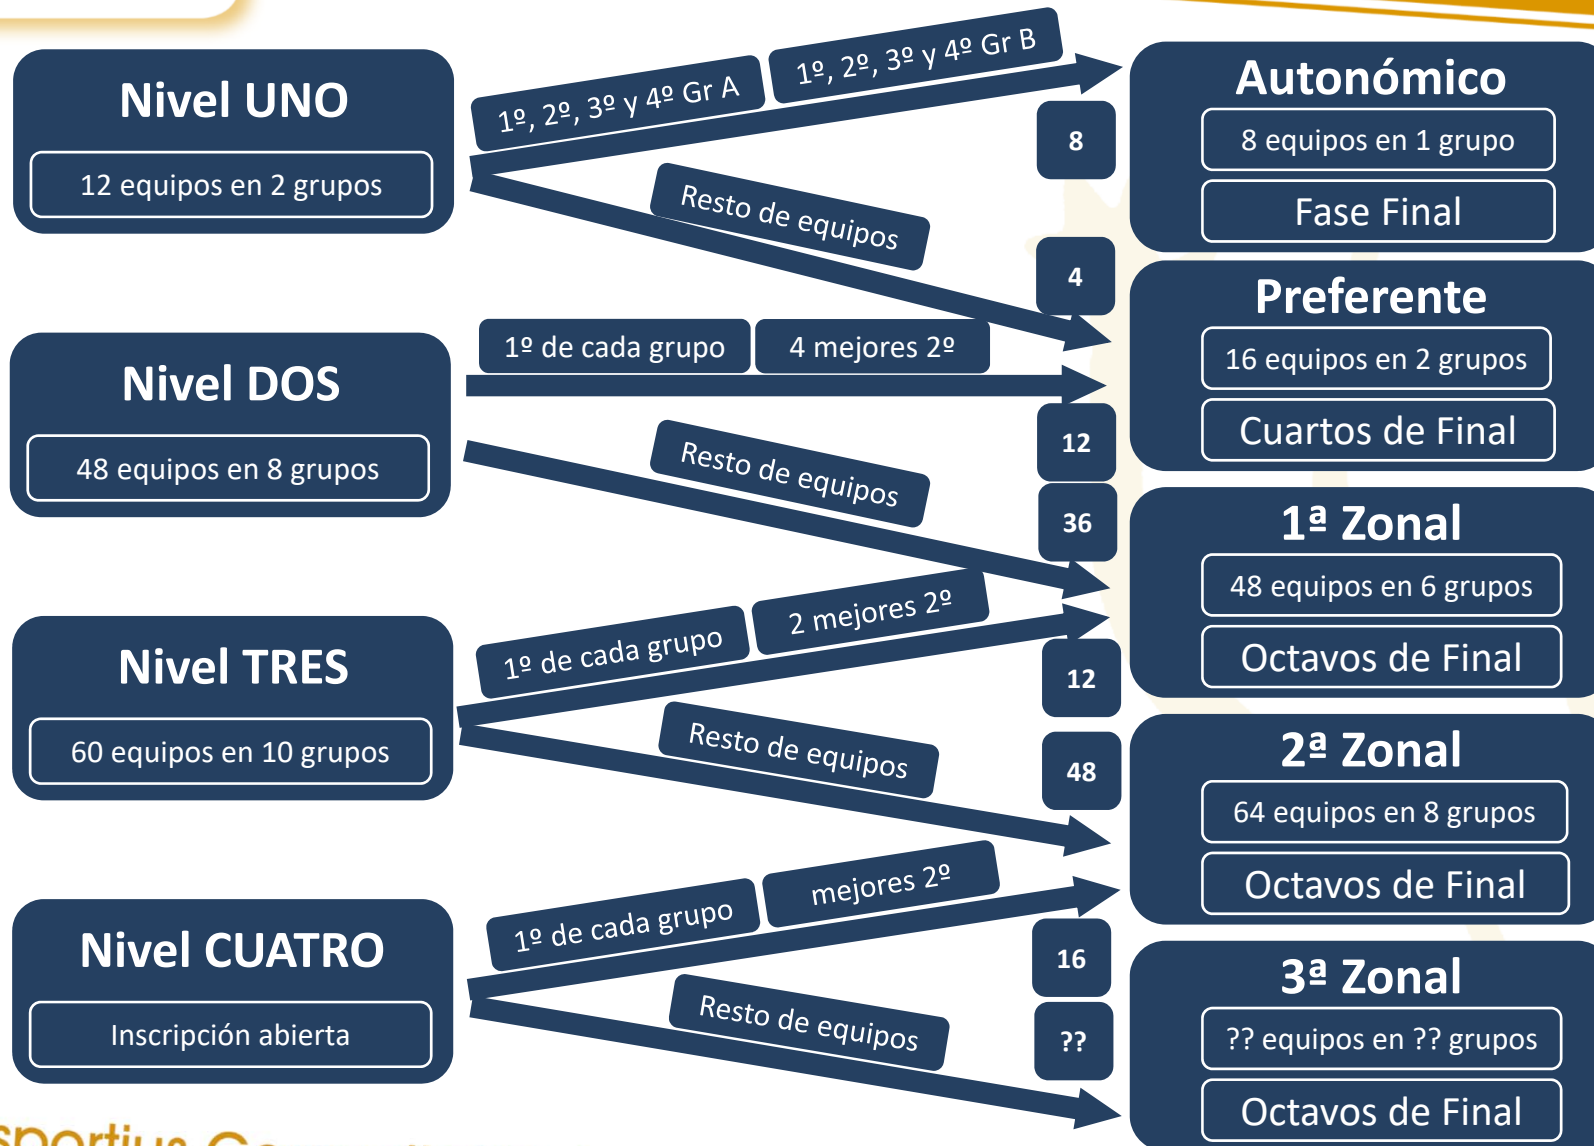 Nivel UNO
12 equipos en 2 grupos
1º, 2º, 3º y 4º Gr A
1º, 2º, 3º y 4º Gr B
8
Autonómico
8 equipos en 1 grupo
Fase Final
Resto de equipos
4
Preferente
16 equipos en 2 grupos
Cuartos de Final
Nivel DOS
48 equipos en 8 grupos
1º de cada grupo
4 mejores 2º
12
Resto de equipos
36
1ª Zonal
48 equipos en 6 grupos
Octavos de Final
Nivel TRES
60 equipos en 10 grupos
1º de cada grupo
2 mejores 2º
12
Resto de equipos
48
2ª Zonal
64 equipos en 8 grupos
Octavos de Final
Nivel CUATRO
Inscripción abierta
1º de cada grupo
mejores 2º
16
Resto de equipos
??
3ª Zonal
?? equipos en ?? grupos
Octavos de Final